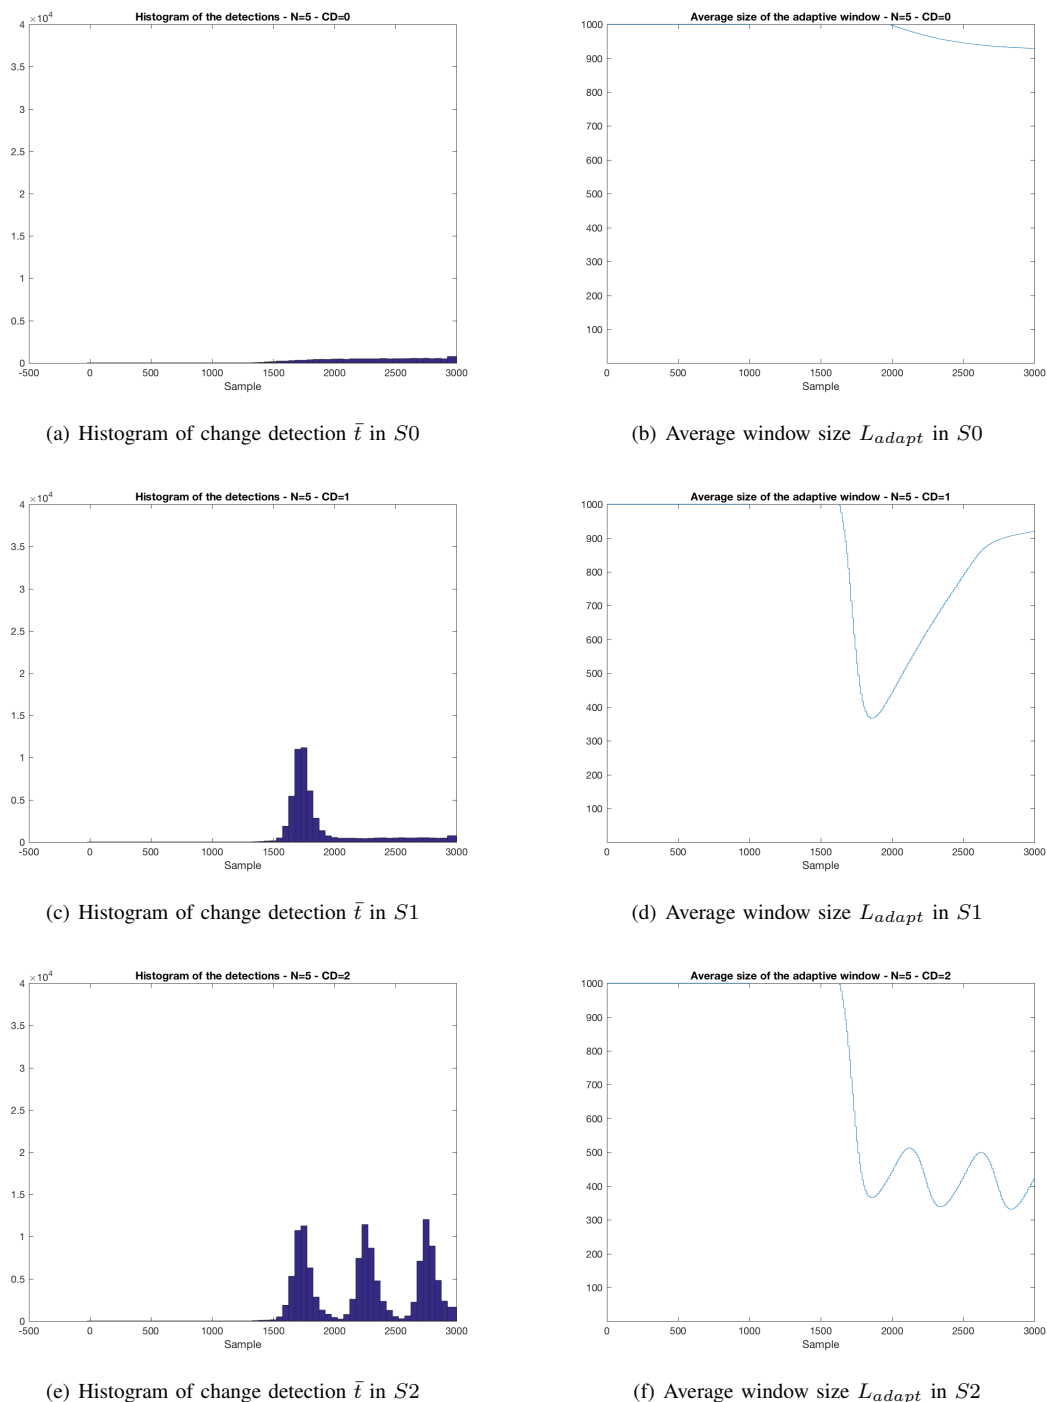 Histogram of the detections - N=5 - CD=0
×10⁴
4
3.5
3
2.5
2
1.5
1
0.5
0
-500 0 500 1000 1500 2000 2500 3000
Sample
(a) Histogram of change detection t̄ in S0
Average size of the adaptive window - N=5 - CD=0
1000
900
800
700
600
500
400
300
200
100
0 500 1000 1500 2000 2500 3000
Sample
(b) Average window size L_adapt in S0
Histogram of the detections - N=5 - CD=1
×10⁴
4
3.5
3
2.5
2
1.5
1
0.5
0
-500 0 500 1000 1500 2000 2500 3000
Sample
(c) Histogram of change detection t̄ in S1
Average size of the adaptive window - N=5 - CD=1
1000
900
800
700
600
500
400
300
200
100
0 500 1000 1500 2000 2500 3000
Sample
(d) Average window size L_adapt in S1
Histogram of the detections - N=5 - CD=2
×10⁴
4
3.5
3
2.5
2
1.5
1
0.5
0
-500 0 500 1000 1500 2000 2500 3000
Sample
(e) Histogram of change detection t̄ in S2
Average size of the adaptive window - N=5 - CD=2
1000
900
800
700
600
500
400
300
200
100
0 500 1000 1500 2000 2500 3000
Sample
(f) Average window size L_adapt in S2